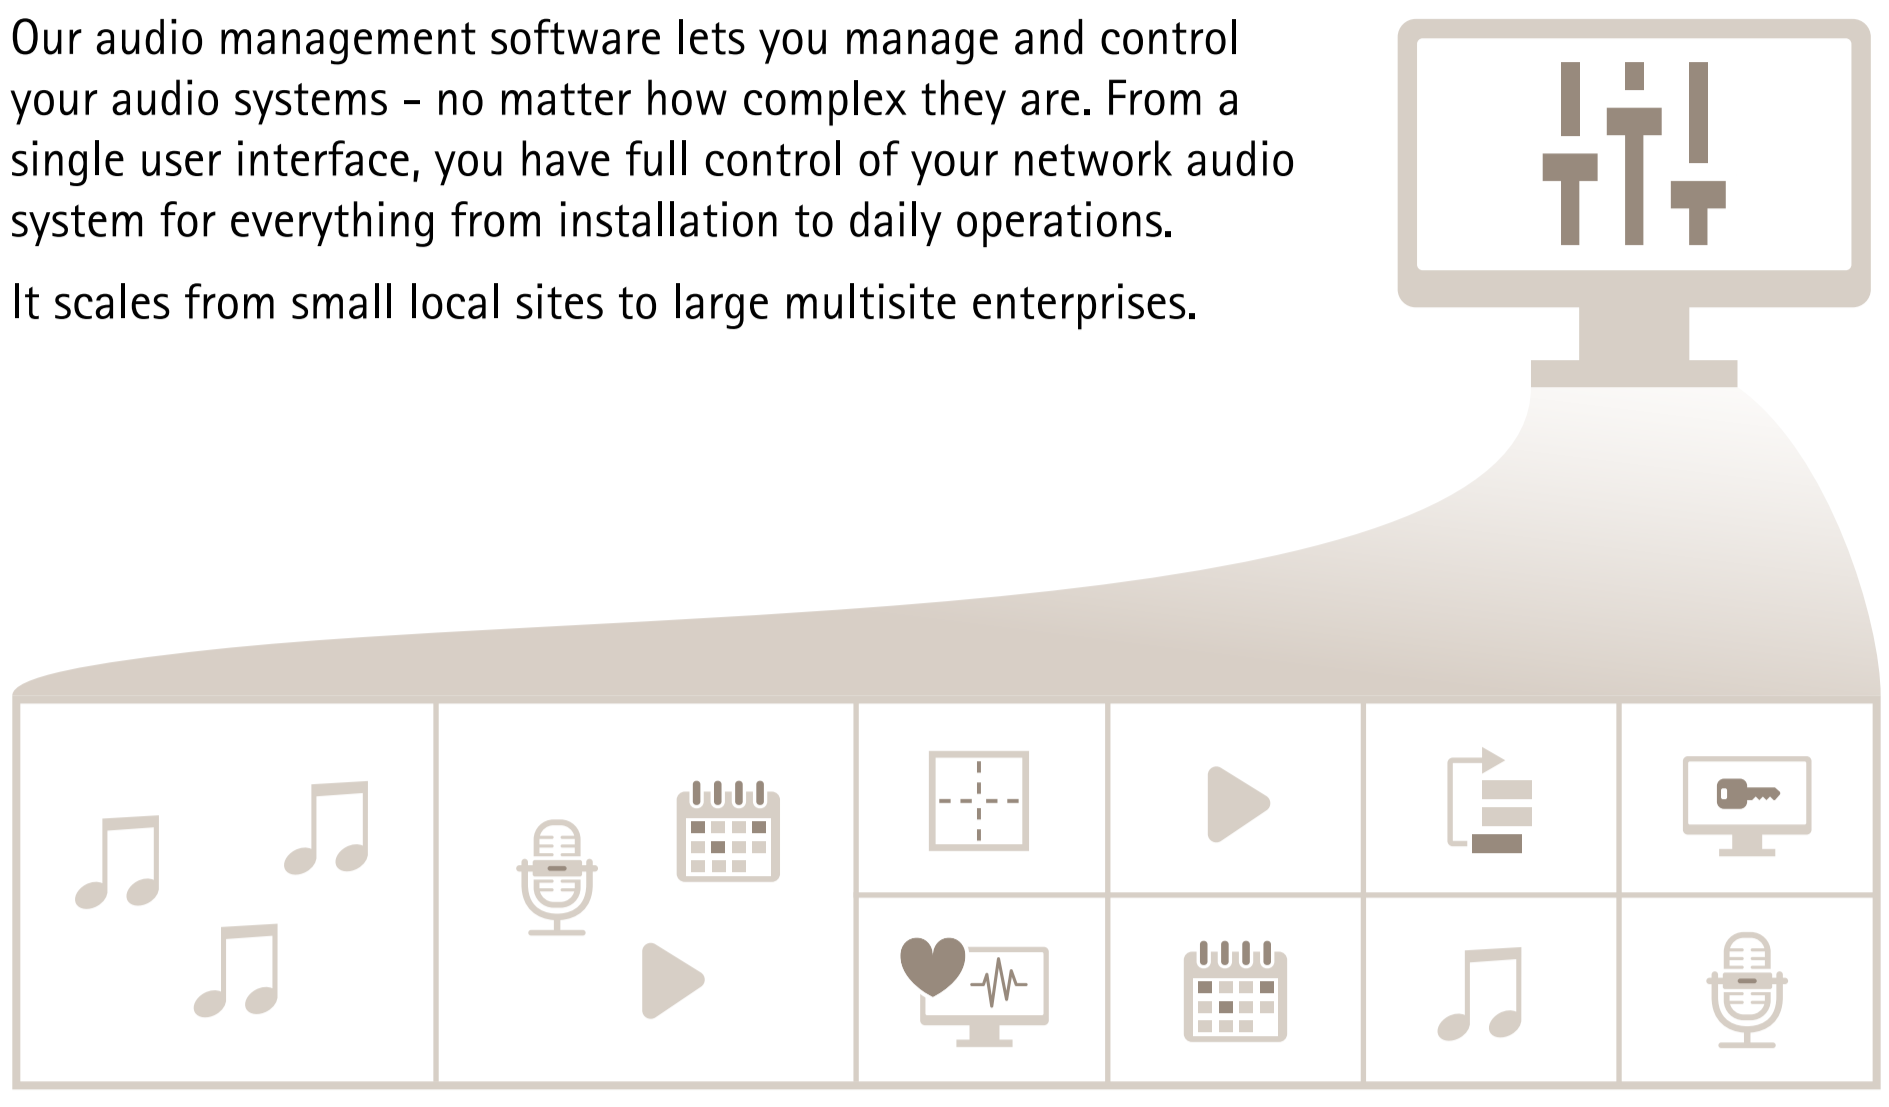 Our audio management software lets you manage and control
your audio systems - no matter how complex they are. From a
single user interface, you have full control of your network audio
system for everything from installation to daily operations.
It scales from small local sites to large multisite enterprises.